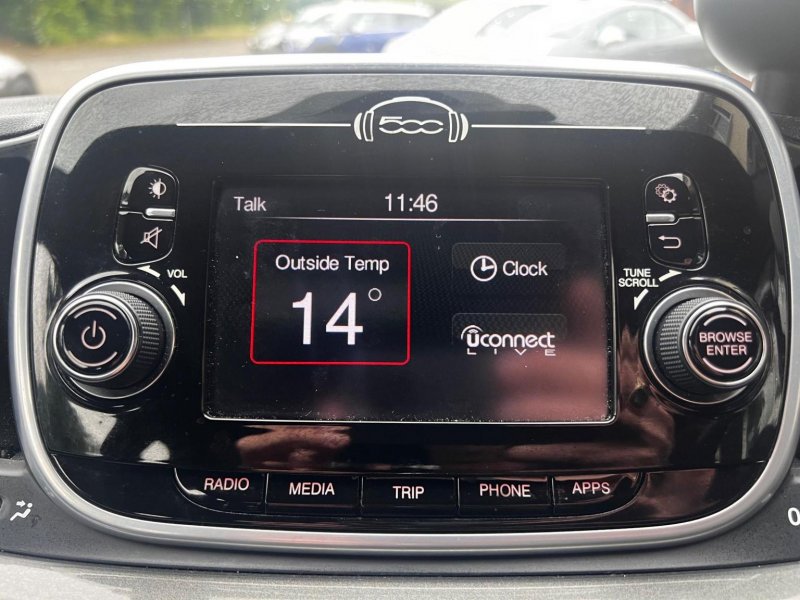 500
Talk 11:46
VOL
Outside Temp
14°
Clock
Uconnect
LIVE
TUNE
SCROLL
BROWSE
ENTER
RADIO MEDIA TRIP PHONE APPS
0